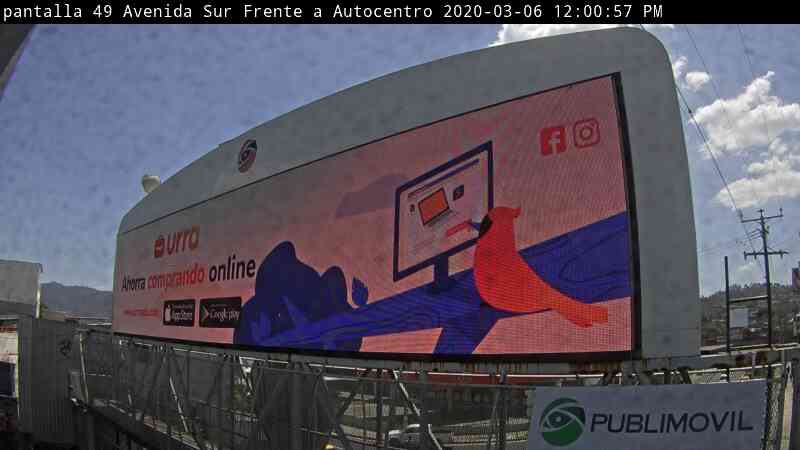 pantalla 49 Avenida Sur Frente a Autocentro 2020-03-06 12:00:57 PM
urra
Ahorra comprando online
App Store
Google play
PUBLIMOVIL